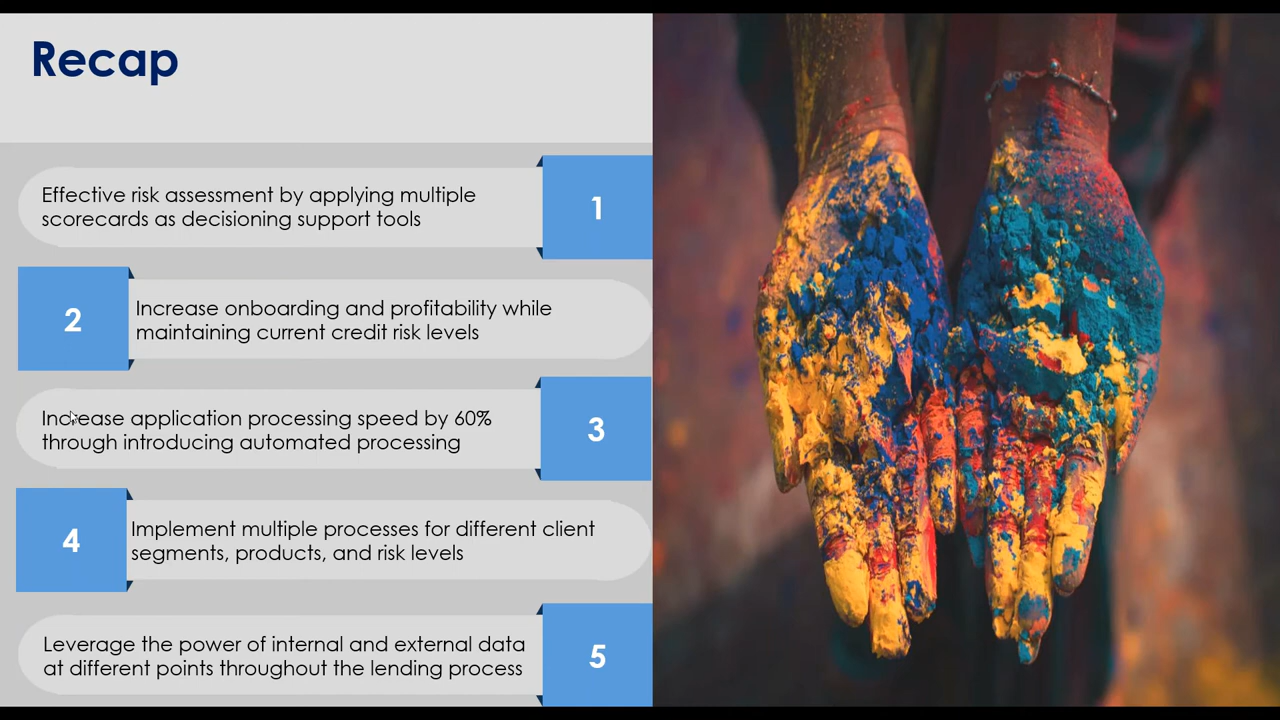 Recap
Effective risk assessment by applying multiple
scorecards as decisioning support tools
1
2
Increase onboarding and profitability while
maintaining current credit risk levels
Increase application processing speed by 60%
through introducing automated processing
3
4
Implement multiple processes for different client
segments, products, and risk levels
Leverage the power of internal and external data
at different points throughout the lending process
5